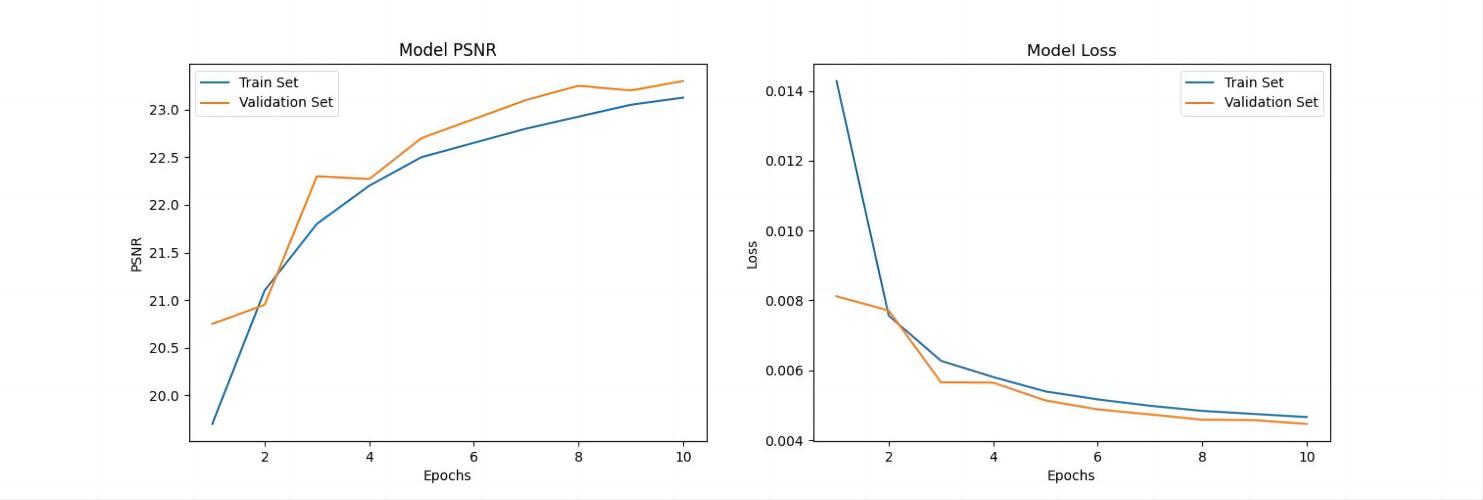 Model PSNR
Train Set
Validation Set
23.0
22.5
22.0
21.5
21.0
20.5
20.0
PSNR
2 4 6 8 10
Epochs
Model Loss
Train Set
Validation Set
0.014
0.012
0.010
0.008
0.006
0.004
Loss
2 4 6 8 10
Epochs